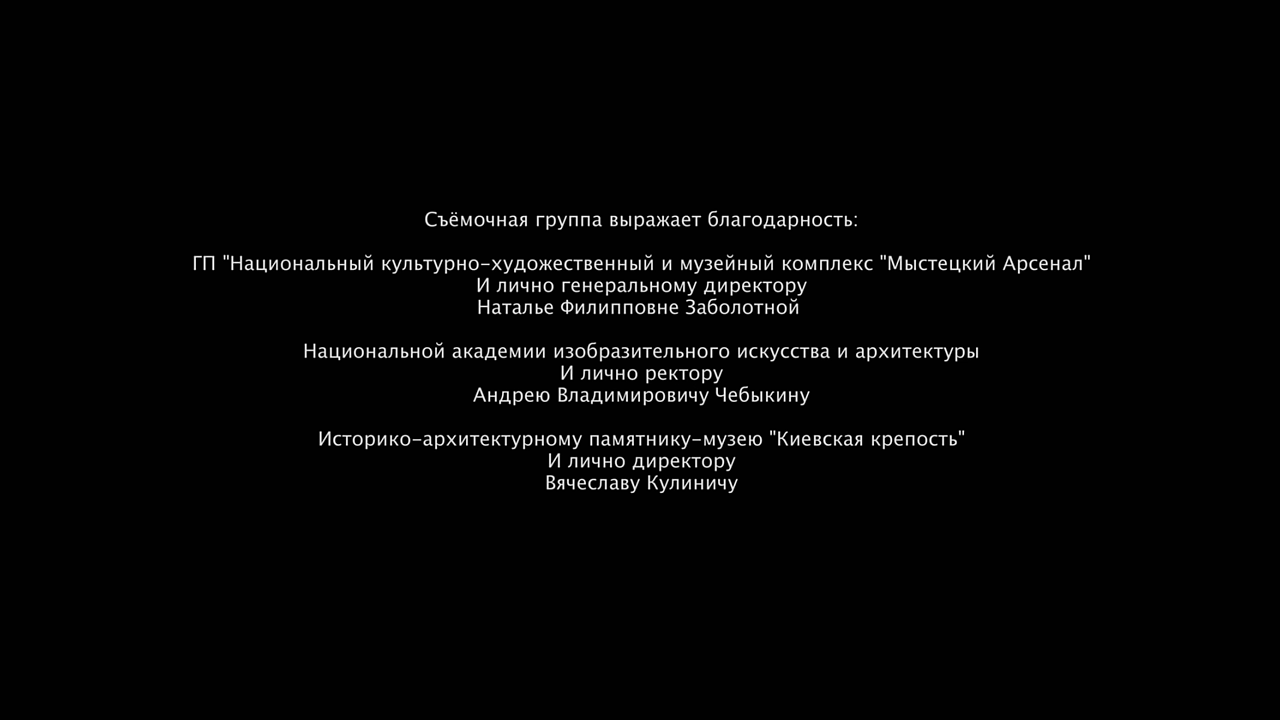 Съёмочная группа выражает благодарность:
ГП "Национальный культурно-художественный и музейный комплекс "Мыстецкий Арсенал"
И лично генеральному директору
Наталье Филипповне Заболотной
Национальной академии изобразительного искусства и архитектуры
И лично ректору
Андрею Владимировичу Чебыкину
Историко-архитектурному памятнику-музею "Киевская крепость"
И лично директору
Вячеславу Кулиничу